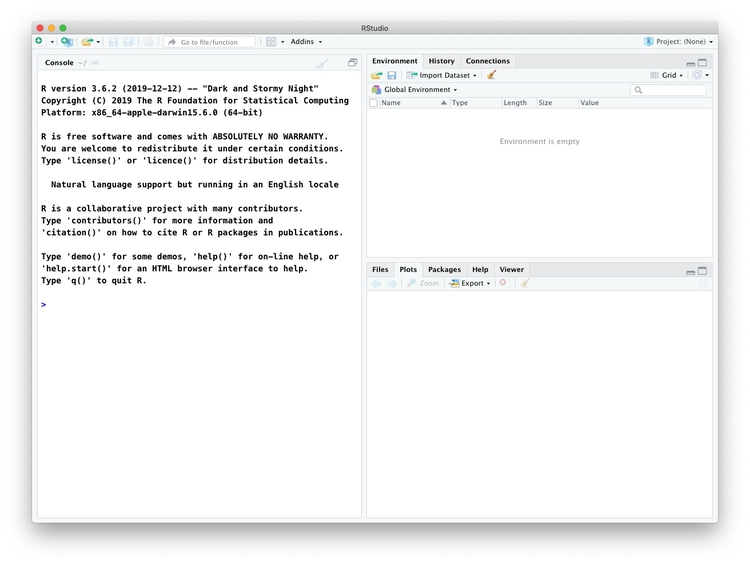 RStudio
Go to file/function
Addins
Project: (None)
Console ~/
R version 3.6.2 (2019-12-12) -- "Dark and Stormy Night"
Copyright (C) 2019 The R Foundation for Statistical Computing
Platform: x86_64-apple-darwin15.6.0 (64-bit)
R is free software and comes with ABSOLUTELY NO WARRANTY.
You are welcome to redistribute it under certain conditions.
Type 'license()' or 'licence()' for distribution details.
Natural language support but running in an English locale
R is a collaborative project with many contributors.
Type 'contributors()' for more information and
'citation()' on how to cite R or R packages in publications.
Type 'demo()' for some demos, 'help()' for on-line help, or
'help.start()' for an HTML browser interface to help.
Type 'q()' to quit R.
>
Environment History Connections
Import Dataset Grid
Global Environment
Name Type Length Size Value
Environment is empty
Files Plots Packages Help Viewer
Zoom Export